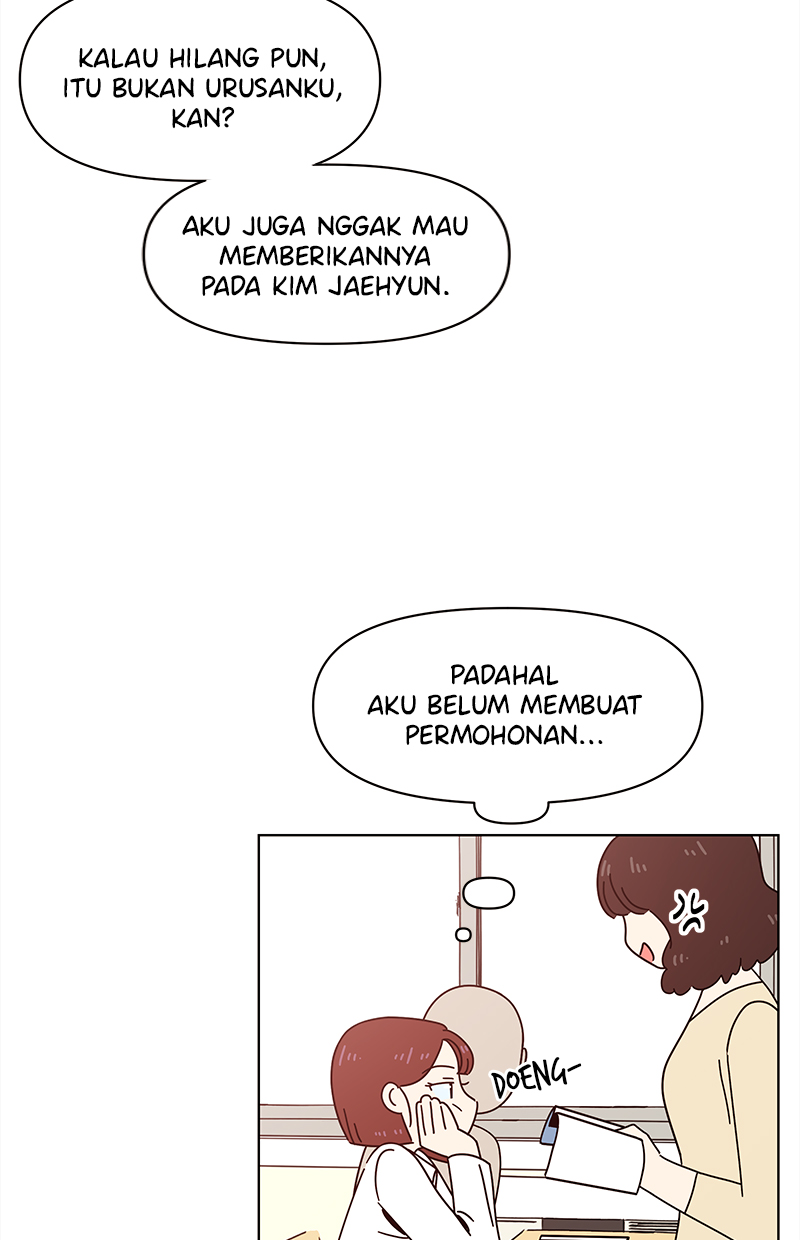 KALAU HILANG PUN,
ITU BUKAN URUSANKU,
KAN?
AKU JUGA NGGAK MAU
MEMBERIKANNYA
PADA KIM JAEHYUN.
PADAHAL
AKU BELUM MEMBUAT
PERMOHONAN...
DOENG-